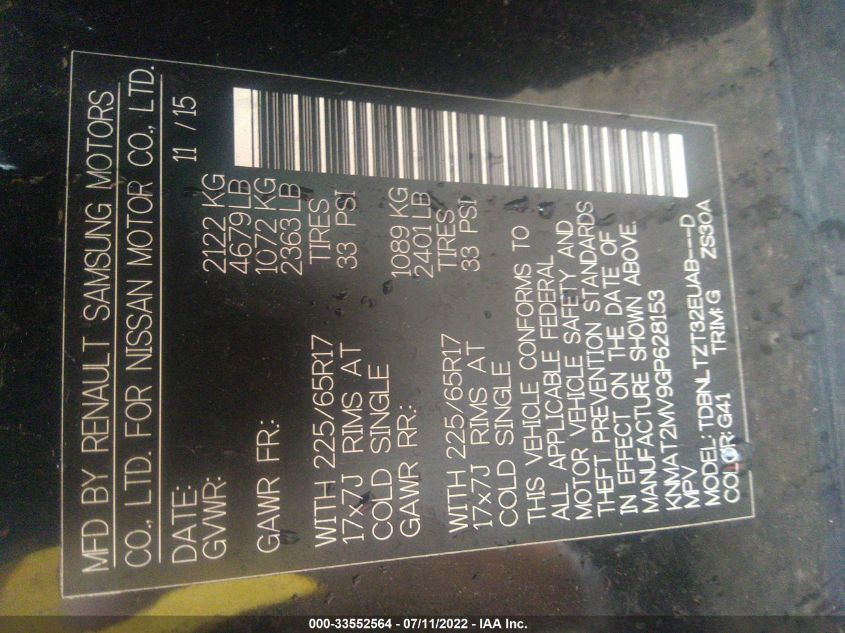 MFD BY RENAULT SAMSUNG MOTORS
CO., LTD. FOR NISSAN MOTOR CO., LTD.
DATE: 11 / 15
GVWR: 2122 KG
4679 LB
GAWR FR: 1072 KG
2363 LB
WITH 225/65R17 TIRES
17x7J RIMS AT 33 PSI
COLD SINGLE
GAWR RR: 1089 KG
2401 LB
WITH 225/65R17 TIRES
17x7J RIMS AT 33 PSI
COLD SINGLE
THIS VEHICLE CONFORMS TO
ALL APPLICABLE FEDERAL
MOTOR VEHICLE SAFETY AND
THEFT PREVENTION STANDARDS
IN EFFECT ON THE DATE OF
MANUFACTURE SHOWN ABOVE.
KNMAT2MV9GP628153
MPV
MODEL: TDBNLTZT32EUAB---D
COLOR: G41 TRIM: G ZS30A
000-33552564 - 07/11/2022 - IAA Inc.